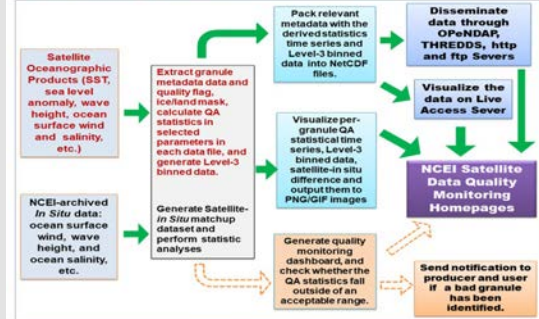 Satellite
Oceanographic
Products (SST,
sea level
anomaly, wave
height, ocean
surface wind
and salinity,
etc.)
NCEI-archived
In Situ data:
ocean surface
wind, wave
height, and
ocean salinity,
etc.
Extract granule
metadata data and
quality flag,
ice/land mask,
calculate QA
statistics in
selected
parameters in
each data file, and
generate Level-3
binned data.
Generate Satellite-
in Situ matchup
dataset and
perform statistic
analyses
Pack relevant
metadata with the
derived statistics
time series and
Level-3 binned
data into NetCDF
files.
Visualize per-
granule QA
statistical time
series, Level-3
binned data,
satellite-in situ
difference and
output them to
PNG/GIF images
Generate quality
monitoring
dashboard, and
check whether the
QA statistics fall
outside of an
acceptable range.
Disseminate
data through
OPeNDAP,
THREDDS, http
and ftp Severs
Visualize the
data on Live
Access Sever
NCEI Satellite
Data Quality
Monitoring
Homepages
Send notification to
producer and user
if a bad granule
has been
identified.